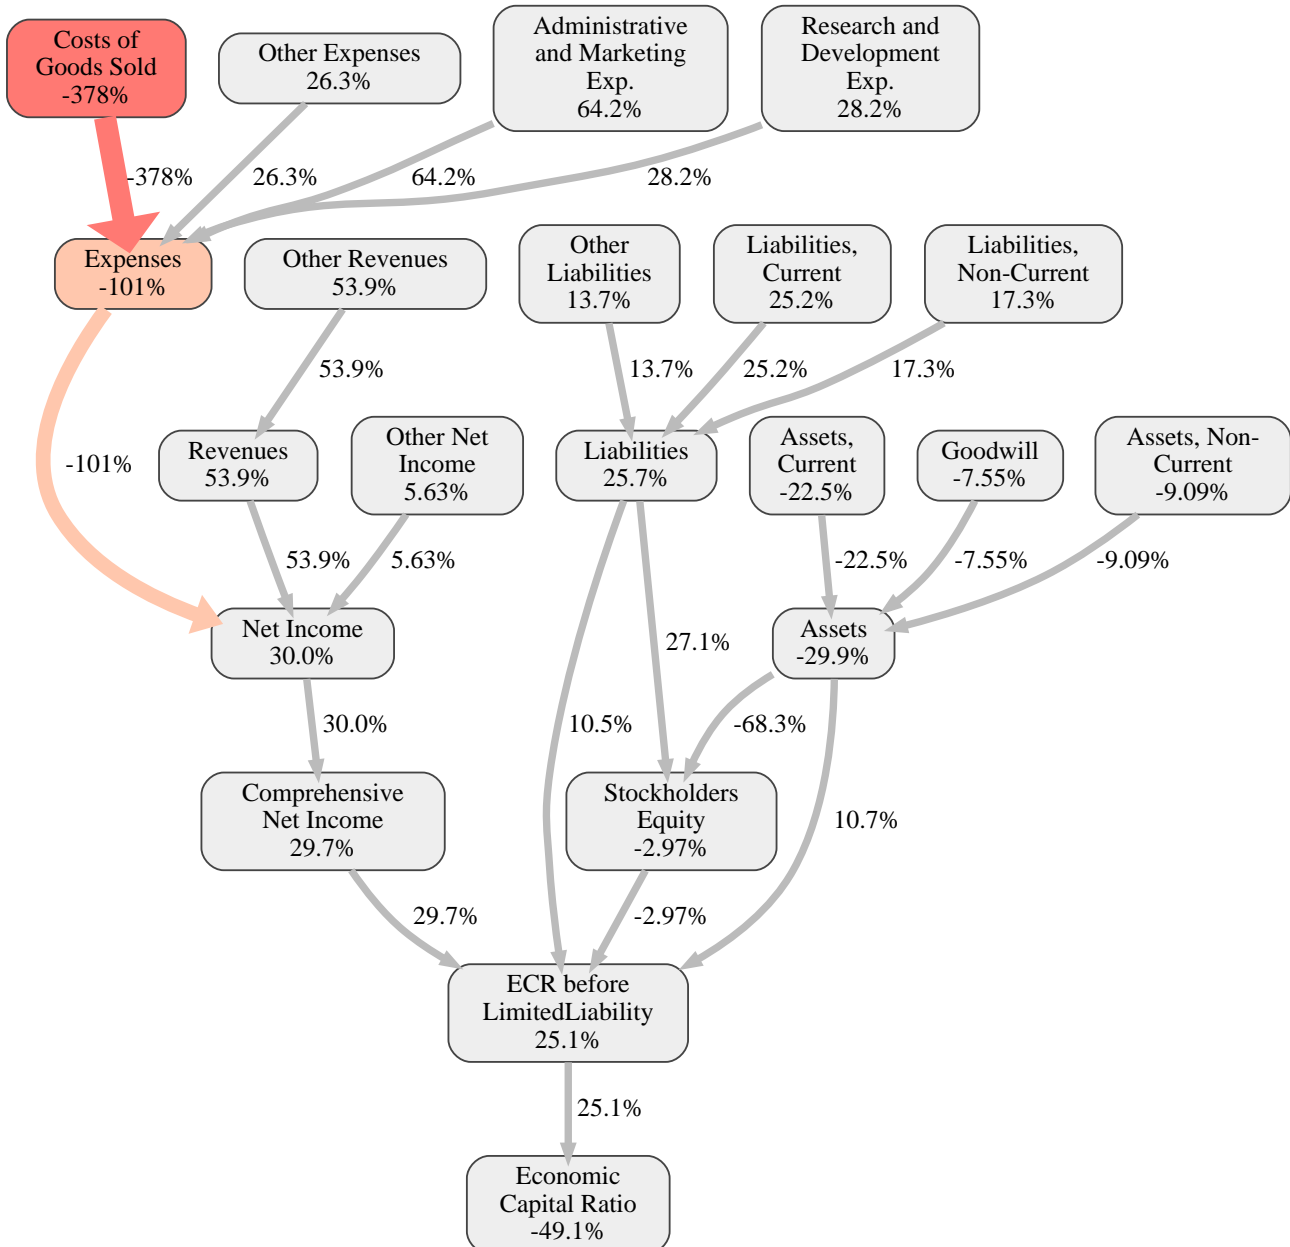 Costs of
Goods Sold
-378%
Other Expenses
26.3%
Administrative
and Marketing
Exp.
64.2%
Research and
Development
Exp.
28.2%
-378%
26.3%
64.2%
28.2%
Expenses
-101%
Other Revenues
53.9%
Other
Liabilities
13.7%
Liabilities,
Current
25.2%
Liabilities,
Non-Current
17.3%
53.9%
13.7%
25.2%
17.3%
-101%
Revenues
53.9%
Other Net
Income
5.63%
Liabilities
25.7%
Assets,
Current
-22.5%
Goodwill
-7.55%
Assets, Non-
Current
-9.09%
53.9%
5.63%
-22.5%
-7.55%
-9.09%
Net Income
30.0%
27.1%
Assets
-29.9%
30.0%
10.5%
-68.3%
10.7%
Comprehensive
Net Income
29.7%
Stockholders
Equity
-2.97%
29.7%
-2.97%
ECR before
LimitedLiability
25.1%
25.1%
Economic
Capital Ratio
-49.1%